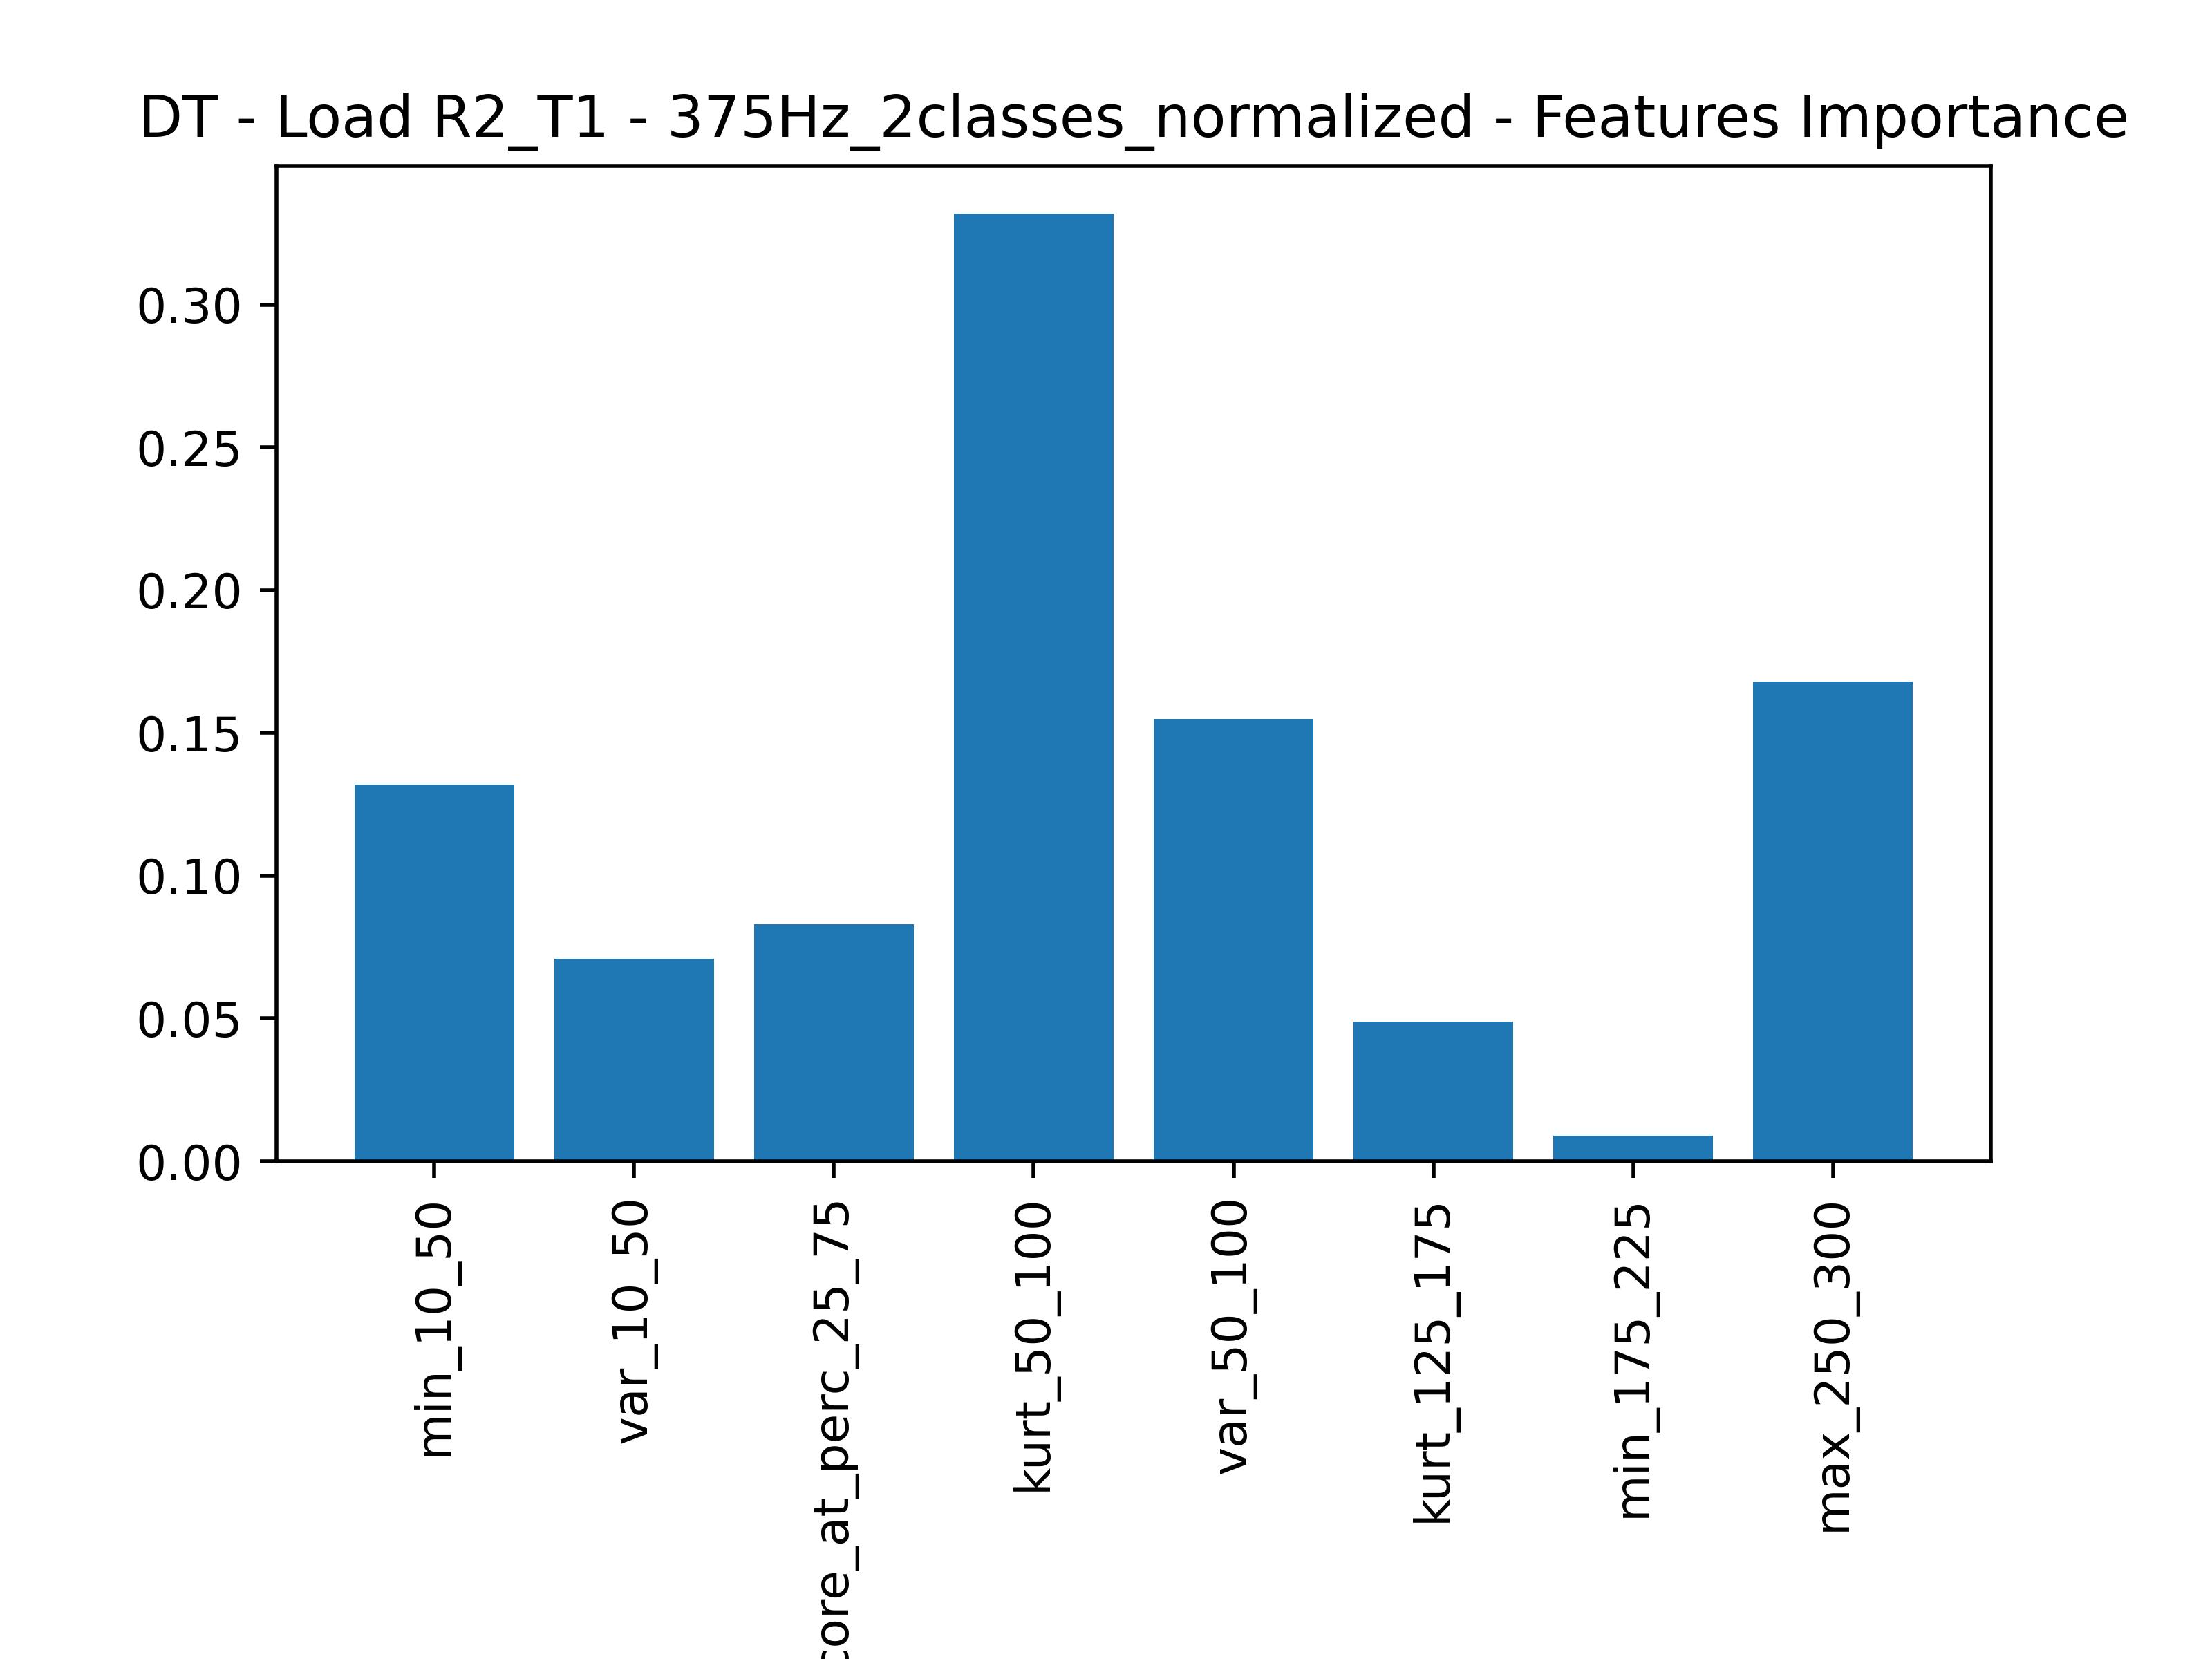 DT - Load R2_T1 - 375Hz_2classes_normalized - Features Importance
0.30
0.25
0.20
0.15
0.10
0.05
0.00
min_10_50
var_10_50
core_at_perc_25_75
kurt_50_100
var_50_100
kurt_125_175
min_175_225
max_250_300